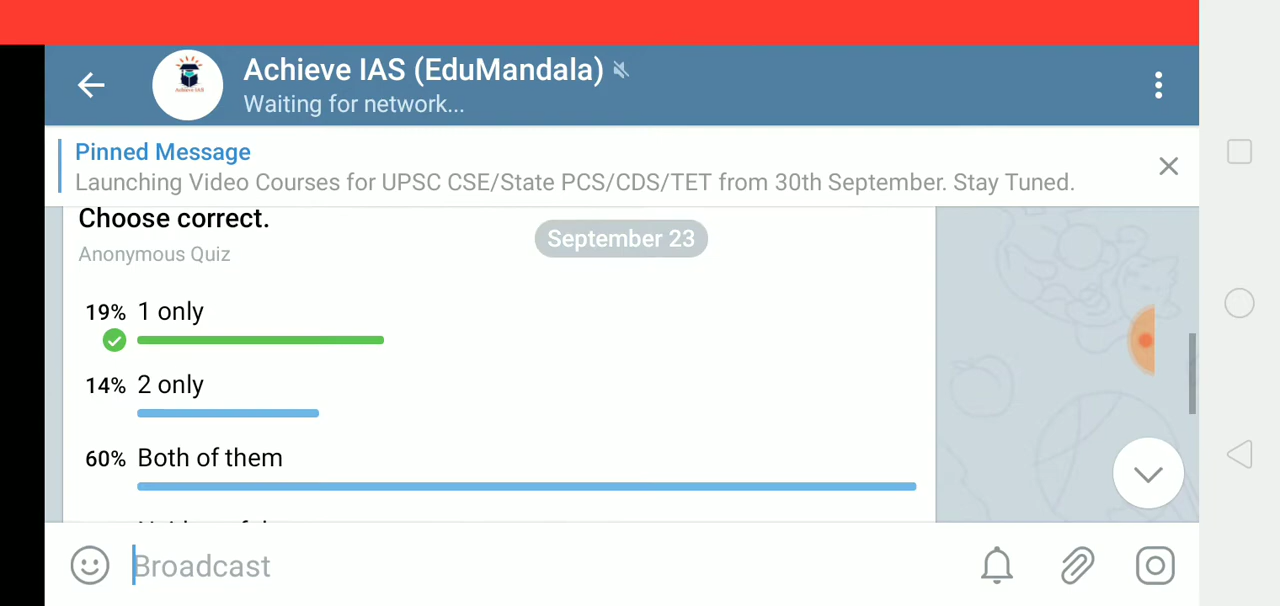 Achieve IAS (EduMandala)
Waiting for network...
Achieve IAS
Pinned Message
Launching Video Courses for UPSC CSE/State PCS/CDS/TET from 30th September. Stay Tuned.
Choose correct.
September 23
Anonymous Quiz
19% 1 only
14% 2 only
60% Both of them
Broadcast